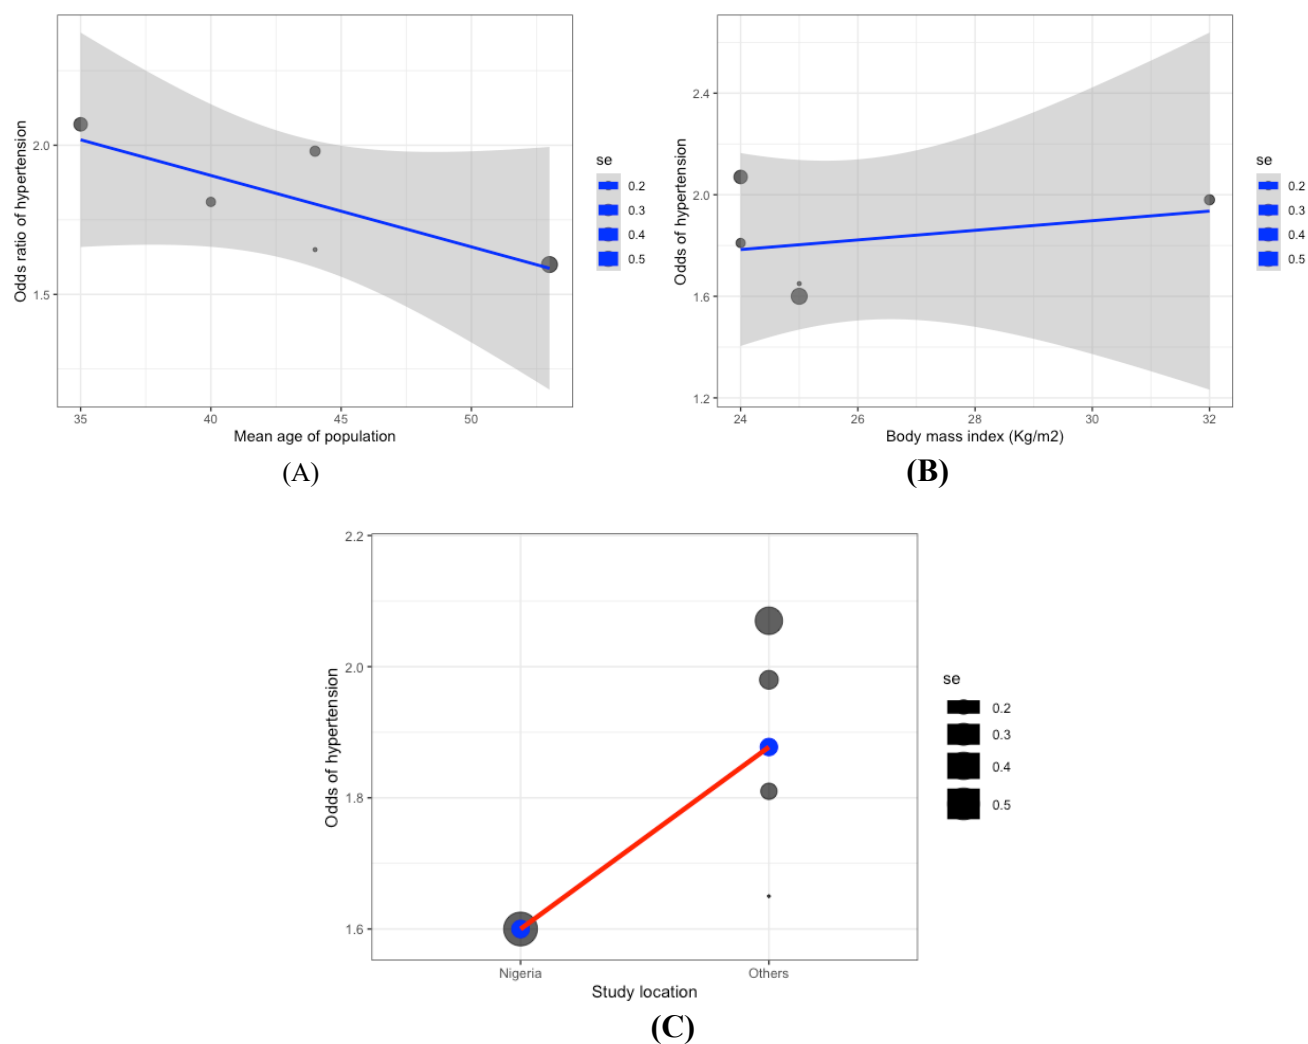 Odds ratio of hypertension
2.0
1.5
35 40 45 50
Mean age of population
se
0.2
0.3
0.4
0.5
(A)
Odds of hypertension
2.4
2.0
1.6
1.2
24 26 28 30 32
Body mass index (Kg/m2)
se
0.2
0.3
0.4
0.5
(B)
Odds of hypertension
2.2
2.0
1.8
1.6
Nigeria Others
Study location
se
0.2
0.3
0.4
0.5
(C)